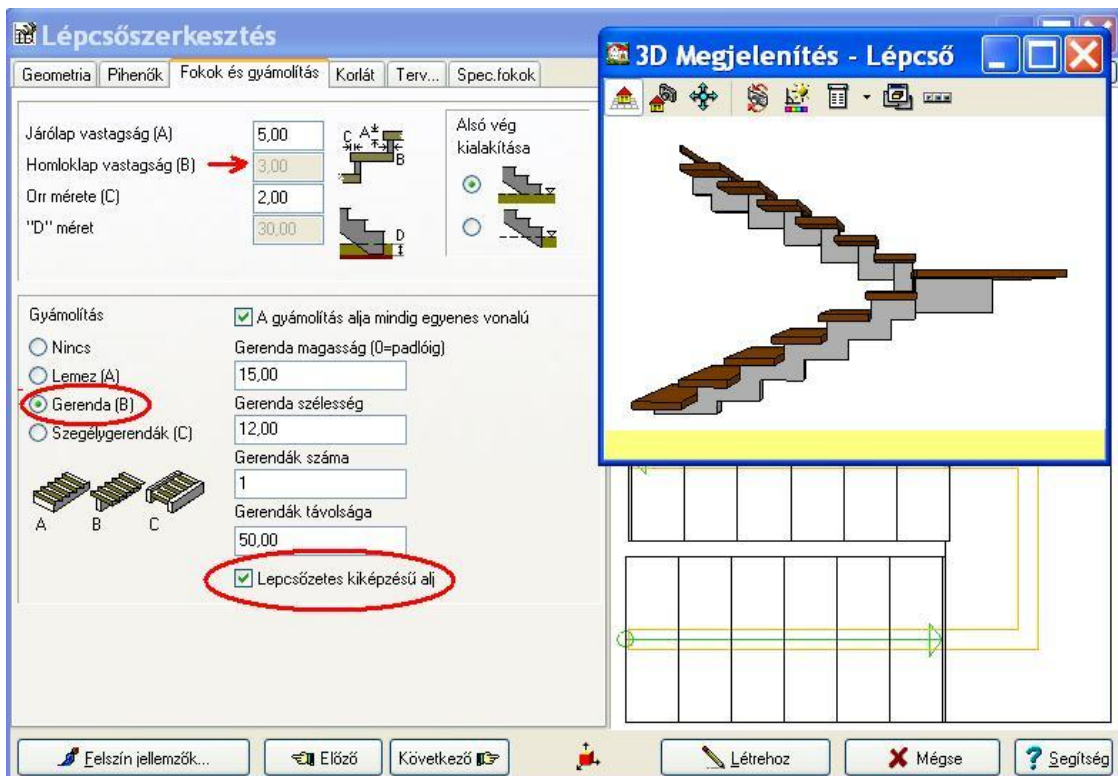 Lépcsőszerkesztés
3D Megjelenítés - Lépcső
Geometria
Pihenők
Fokok és gyámolítás
Korlát
Terv...
Spec.fokok
Járólap vastagság (A)
5,00
Homloklap vastagság (B)
3,00
Orr mérete (C)
2,00
"D" méret
30,00
C A
B
D
Alsó vég
kialakítása
Gyámolítás
Nincs
Lemez (A)
Gerenda (B)
Szegélygerendák (C)
A B C
A gyámolítás alja mindig egyenes vonalú
Gerenda magasság (0=padlóig)
15,00
Gerenda szélesség
12,00
Gerendák száma
1
Gerendák távolsága
50,00
Lepcsőzetes kiképzésű alj
Felszín jellemzők...
Előző
Következő
Létrehoz
Mégse
Segítség